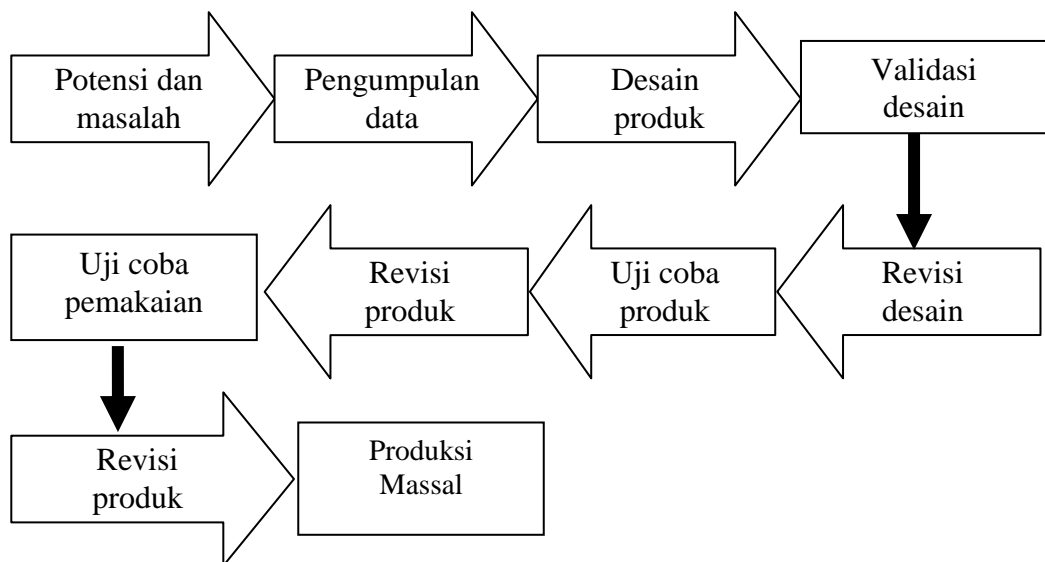 Potensi dan
masalah
Pengumpulan
data
Desain
produk
Validasi
desain
Revisi
desain
Uji coba
produk
Revisi
produk
Uji coba
pemakaian
Revisi
produk
Produksi
Massal